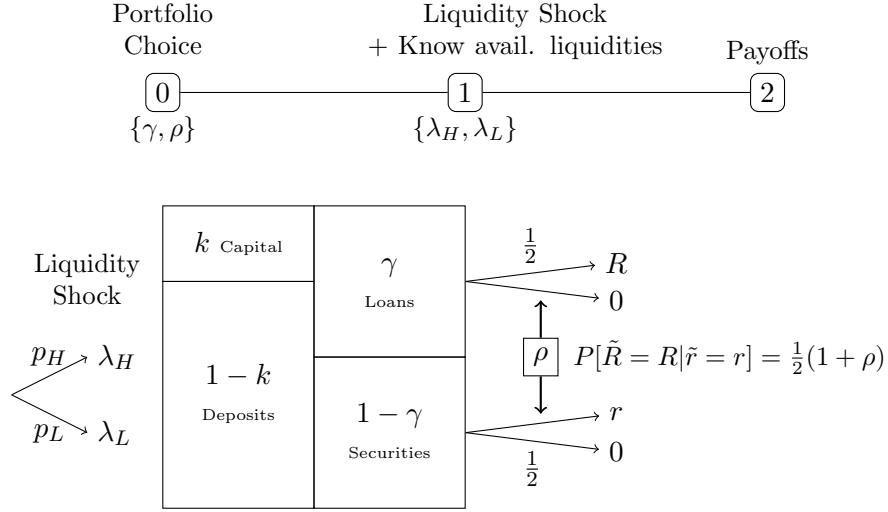 Portfolio
Choice
Liquidity Shock
+ Know avail. liquidities
Payoffs
0
1
2
{γ, ρ}
{λ_H, λ_L}
Liquidity
Shock
p_H
λ_H
p_L
λ_L
k Capital
1 − k
Deposits
γ
Loans
1 − γ
Securities
1/2
R
0
ρ
P[R̃ = R|r̃ = r] = ½(1 + ρ)
r
0
1/2